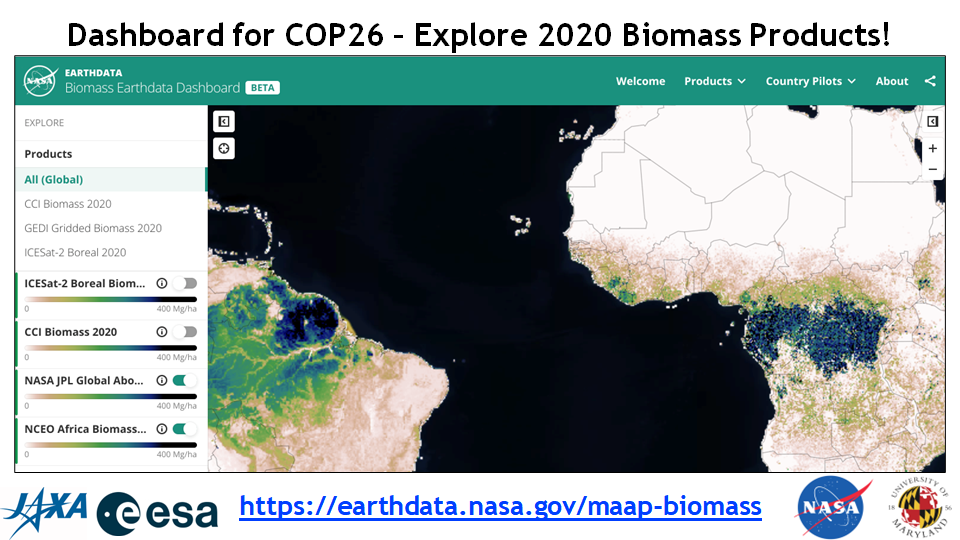 Dashboard for COP26 – Explore 2020 Biomass Products!
NASA
EARTHDATA
Biomass Earthdata Dashboard BETA
Welcome Products Country Pilots About
EXPLORE
Products
All (Global)
CCI Biomass 2020
GEDI Gridded Biomass 2020
ICESat-2 Boreal 2020
ICESat-2 Boreal Biom...
0 400 Mg/ha
CCI Biomass 2020
0 400 Mg/ha
NASA JPL Global Abo...
0 400 Mg/ha
NCEO Africa Biomass...
0 400 Mg/ha
JAXA
esa
https://earthdata.nasa.gov/maap-biomass
NASA
UNIVERSITY OF
18 56
MARYLAND